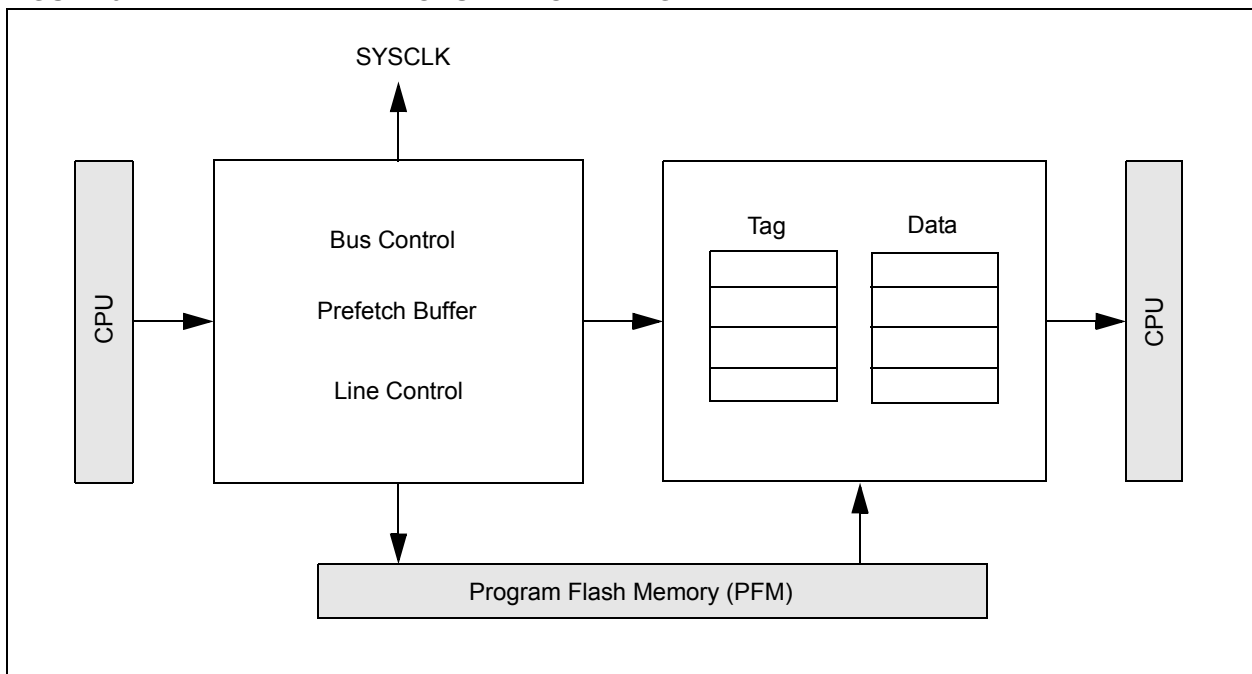 SYSCLK
CPU
Bus Control
Prefetch Buffer
Line Control
Tag
Data
CPU
Program Flash Memory (PFM)